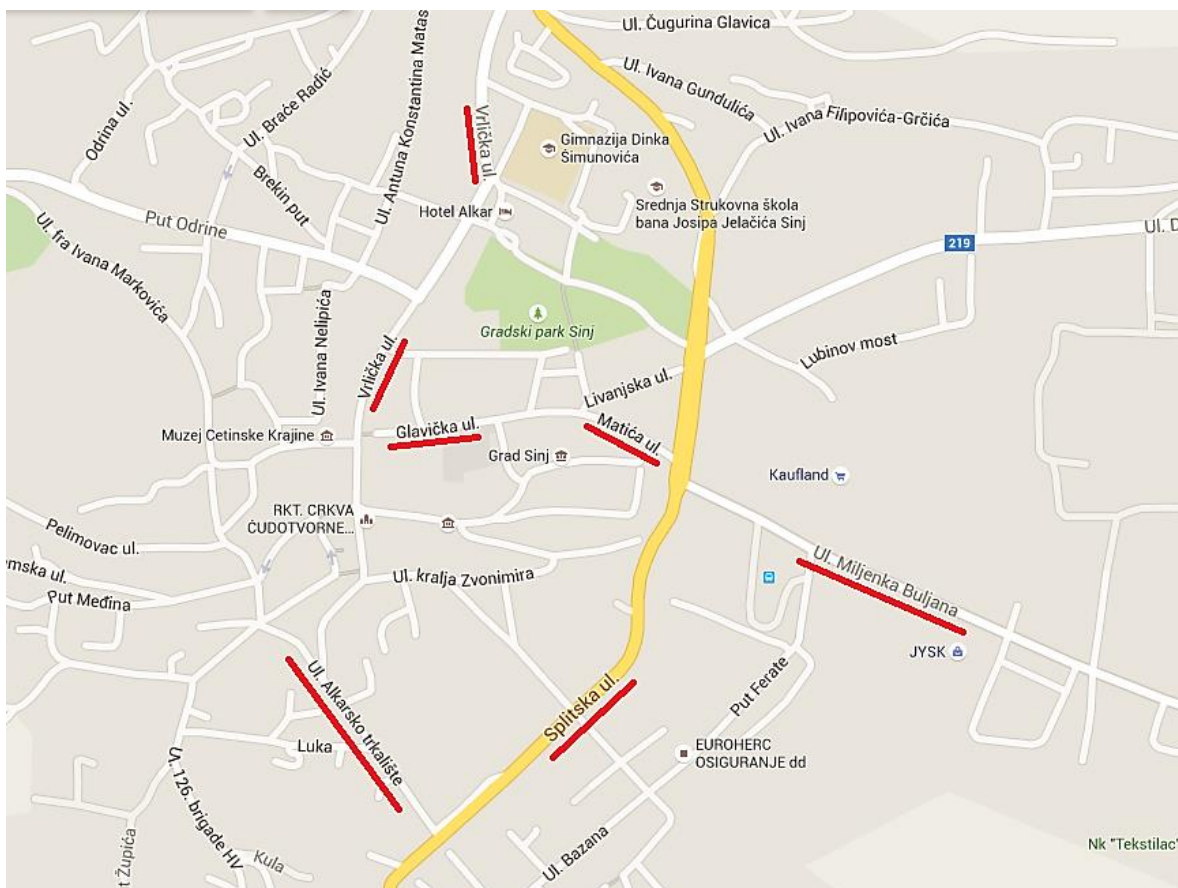 Ul. Čugurina Glavica
Ul. Ivana Gundulića
Ul. Ivana Filipovića-Grčića
Ul. Antuna Konstantina Matas
Ul. Braće Radić
Odrina ul.
Brekin put
Vrlička ul.
Gimnazija Dinka
Šimunovića
Srednja Strukovna škola
bana Josipa Jelačića Sinj
Hotel Alkar
Put Odrine
Ul. fra Ivana Markovića
219
Ul. D
Gradski park Sinj
Lubinov most
Ul. Ivana Nelipića
Vrlička ul.
Livanjska ul.
Muzej Cetinske Krajine
Glavička ul.
Matića ul.
Grad Sinj
Kaufland
RKT. CRKVA
ČUDOTVORNE...
Pelimovac ul.
emska ul.
Put Međina
Ul. kralja Zvonimira
Ul. Miljenka Buljana
JYSK
Ul. Alkarsko trkalište
Splitska ul.
Put Ferate
Luka
EUROHERC
OSIGURANJE dd
Ul. 126. brigade HV
t Župića
Kula
Ul. Bazana
Nk "Tekstilac"